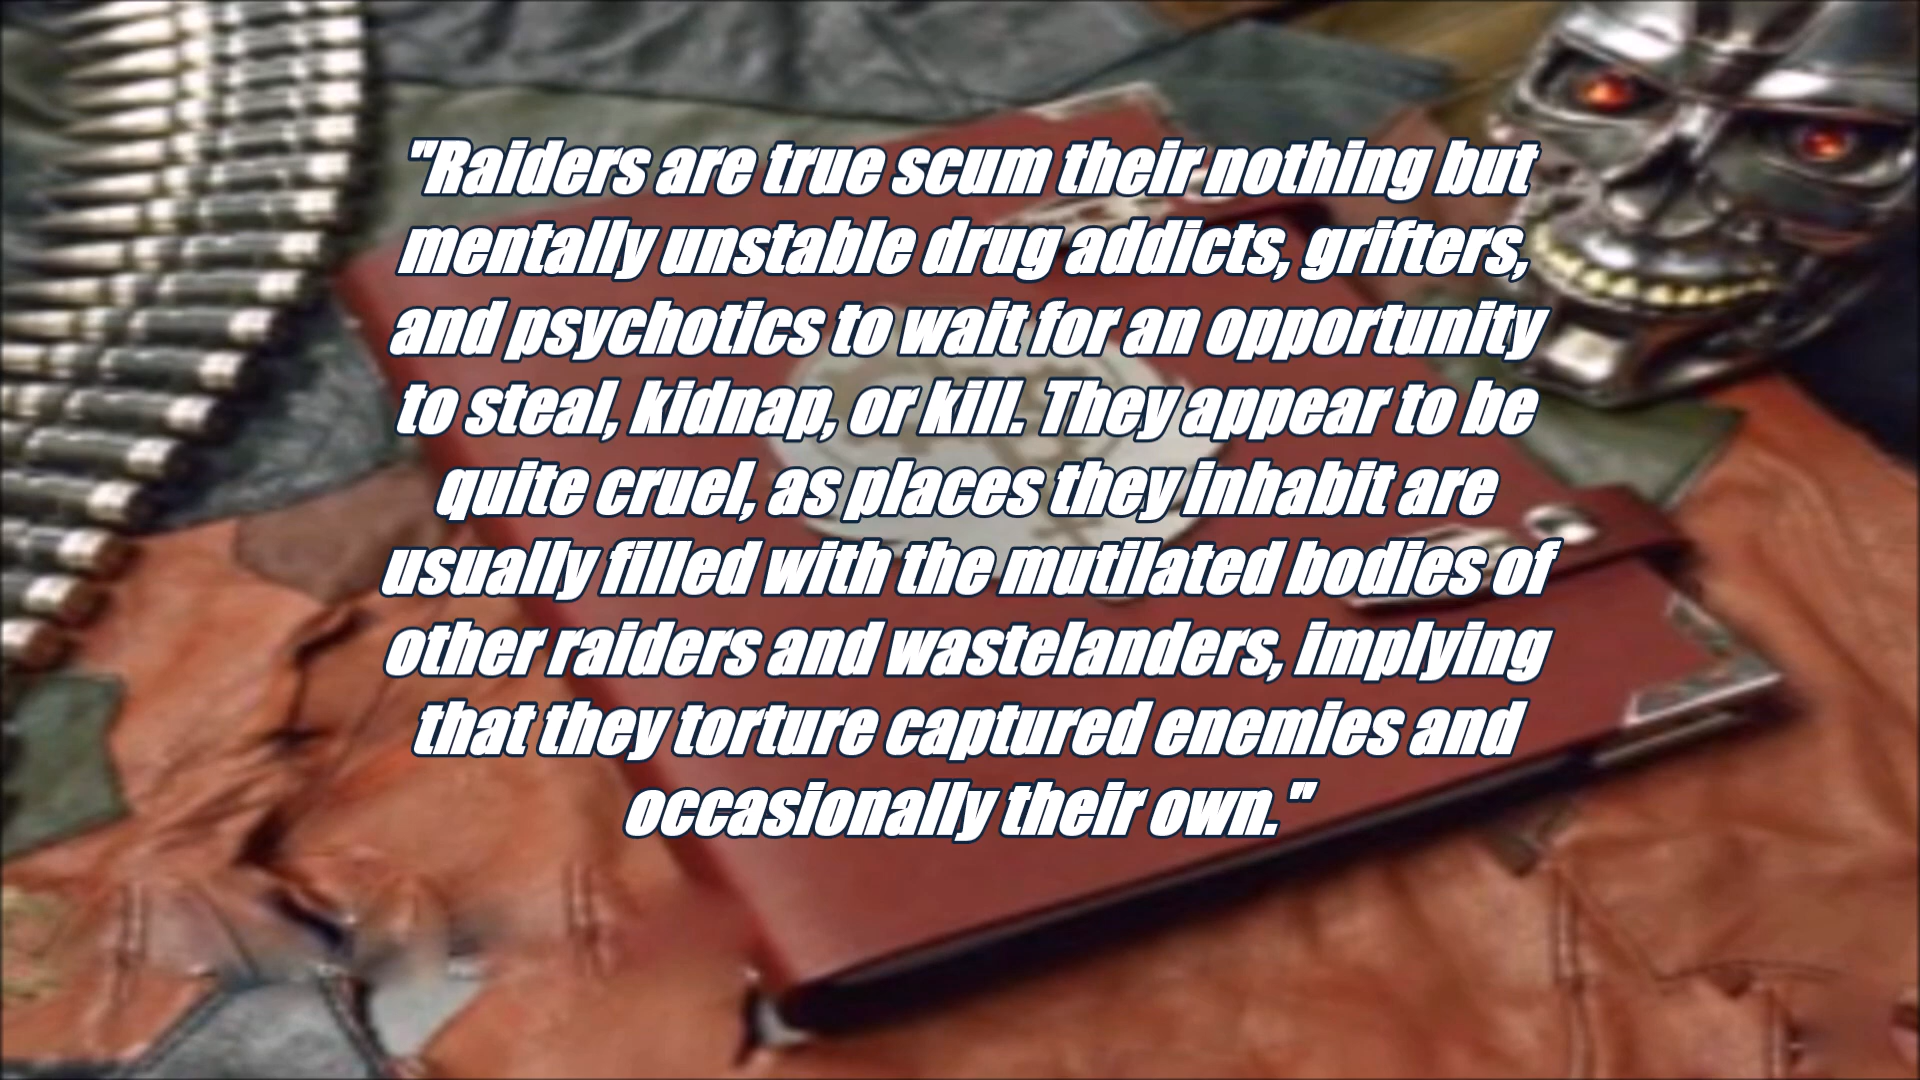 "Raiders are true scum their nothing but
mentally unstable drug addicts, grifters,
and psychotics to wait for an opportunity
to steal, kidnap, or kill. They appear to be
quite cruel, as places they inhabit are
usually filled with the mutilated bodies of
other raiders and wastelanders, implying
that they torture captured enemies and
occasionally their own."